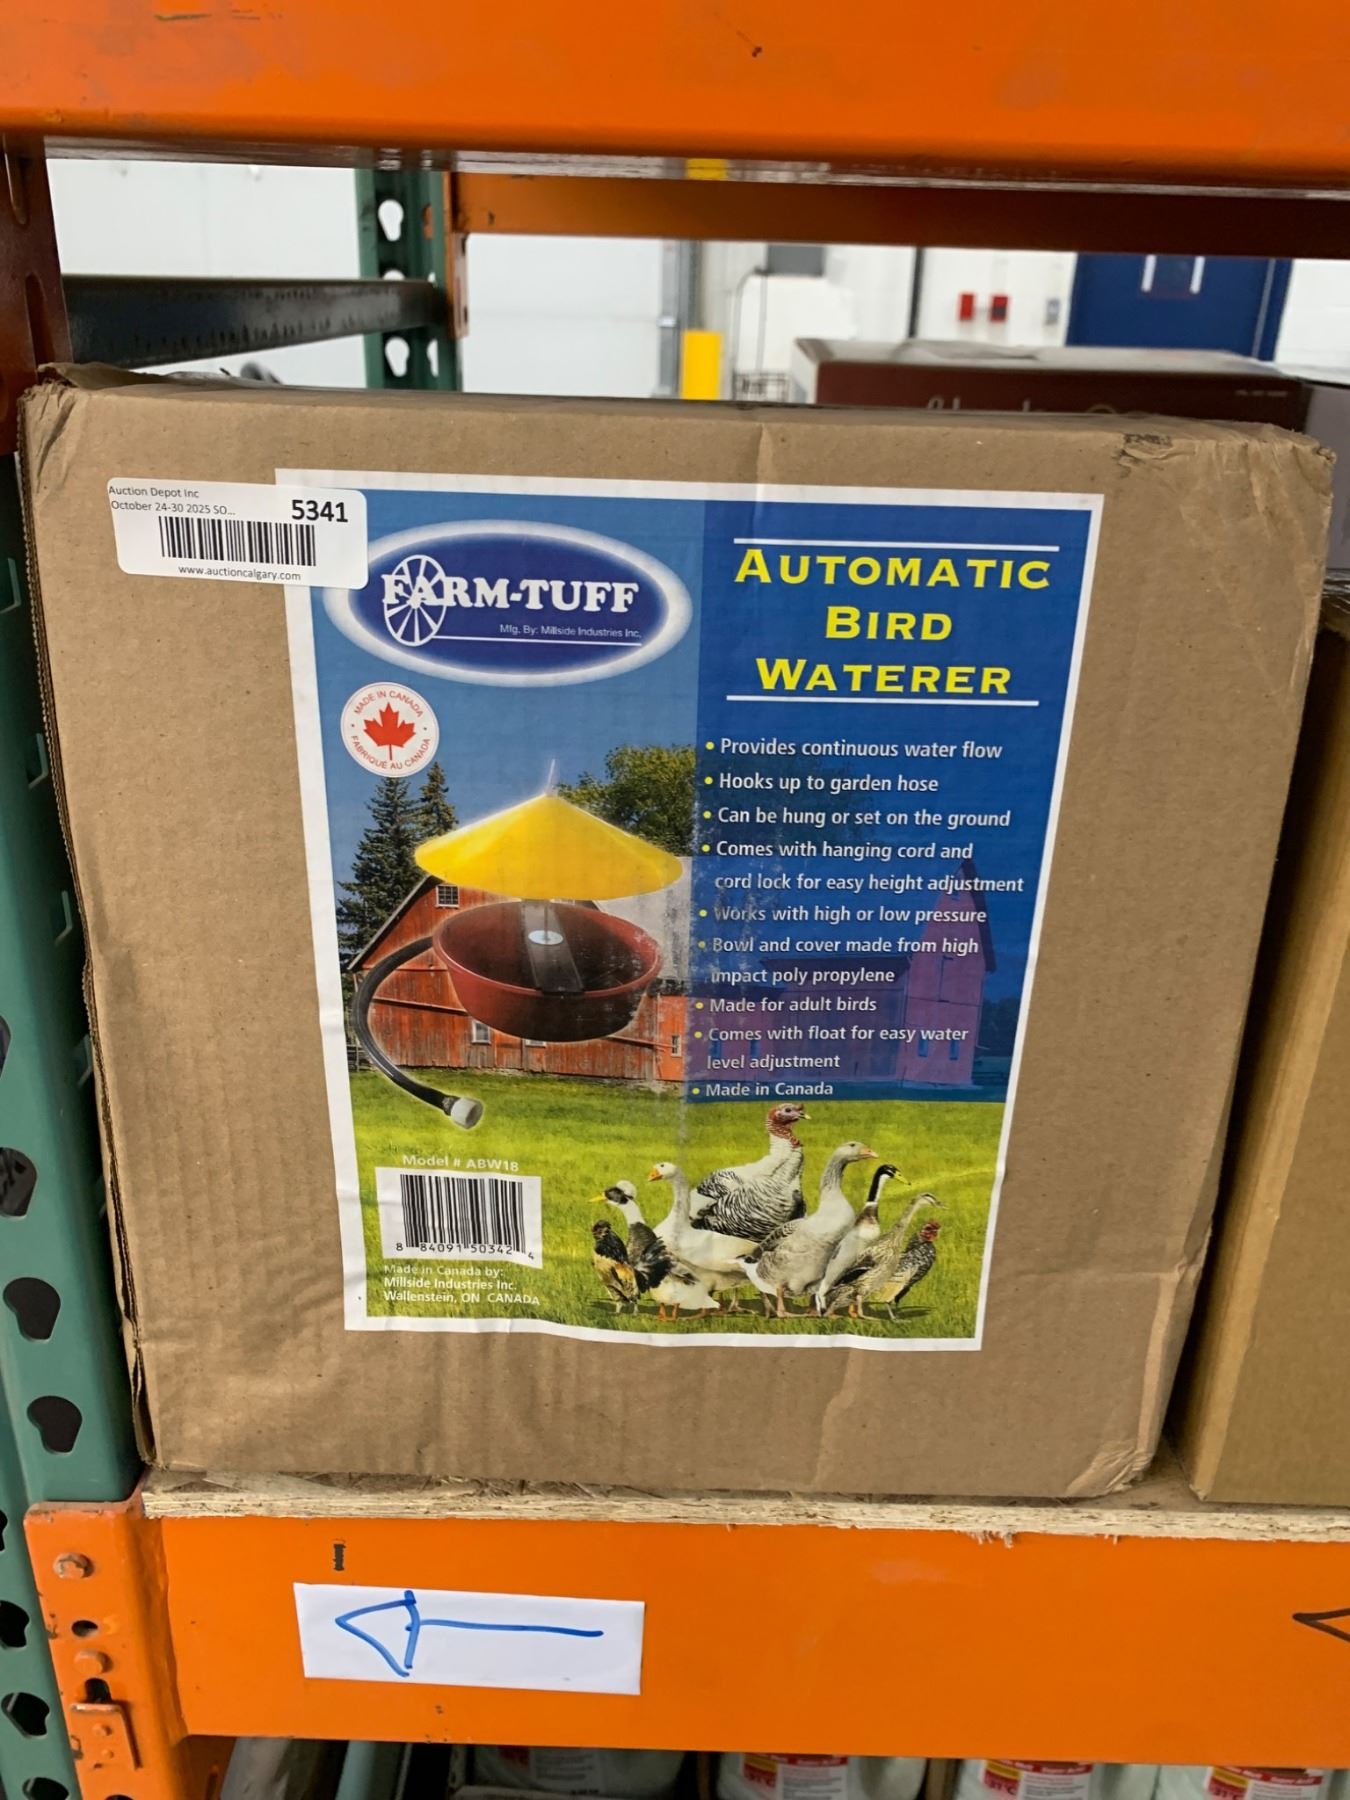 Auction Depot Inc
October 24-30 2025 SO...
5341
www.auctioncalgary.com
FARM-TUFF
Mfg. By: Millside Industries Inc.
MADE IN CANADA
FABRIQUÉ AU CANADA
AUTOMATIC
BIRD
WATERER
• Provides continuous water flow
• Hooks up to garden hose
• Can be hung or set on the ground
• Comes with hanging cord and
cord lock for easy height adjustment
• Works with high or low pressure
• Bowl and cover made from high
impact poly propylene
• Made for adult birds
• Comes with float for easy water
level adjustment
• Made in Canada
Model # ABW18
8 84091 50342 4
Made in Canada by:
Millside Industries Inc.
Wallenstein, ON CANADA